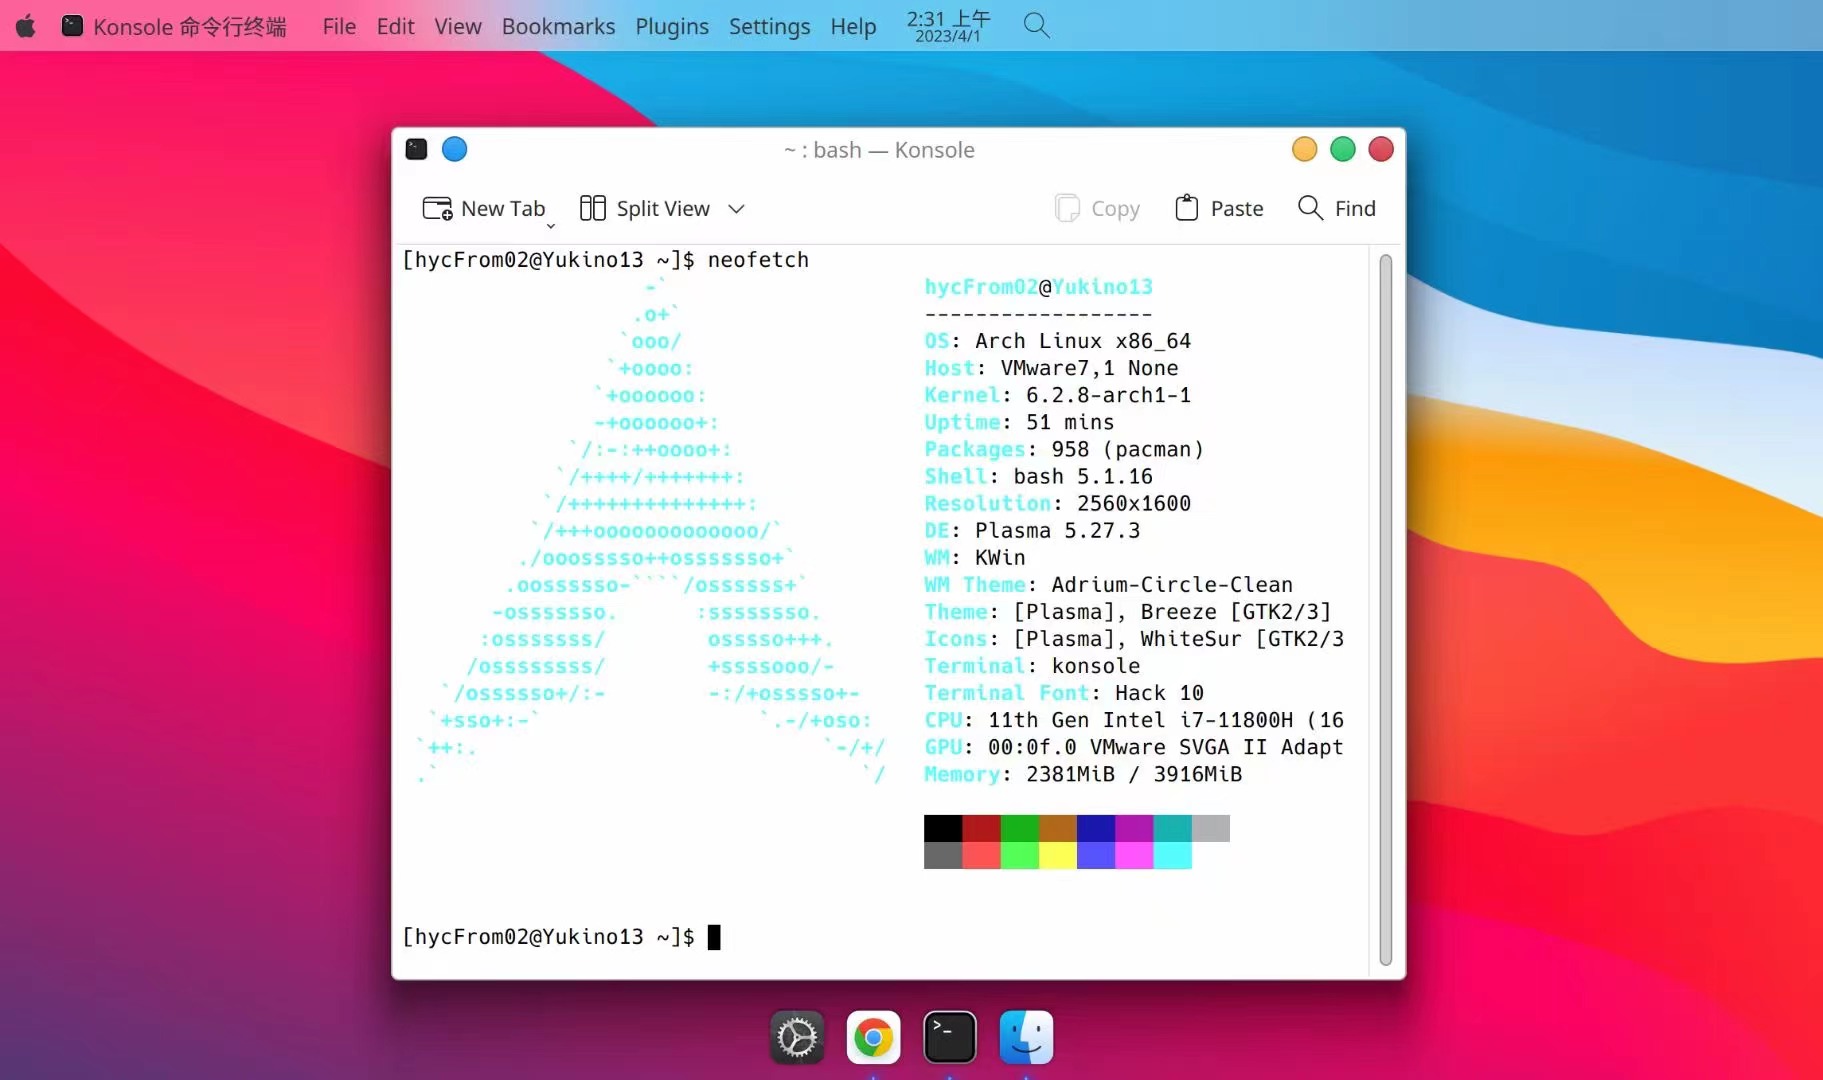 Konsole 命令行终端 File Edit View Bookmarks Plugins Settings Help 2:31 上午
2023/4/1
~ : bash — Konsole
New Tab Split View Copy Paste Find
[hycFrom02@Yukino13 ~]$ neofetch
-` hycFrom02@Yukino13
.o+` ------------------
`ooo/ OS: Arch Linux x86_64
`+oooo: Host: VMware7,1 None
`+oooooo: Kernel: 6.2.8-arch1-1
-+oooooo+: Uptime: 51 mins
`/:-:++oooo+: Packages: 958 (pacman)
`/++++/+++++++: Shell: bash 5.1.16
`/++++++++++++++: Resolution: 2560x1600
`/+++ooooooooooooo/` DE: Plasma 5.27.3
./ooosssso++osssssso+` WM: KWin
.oossssso-````/ossssss+` WM Theme: Adrium-Circle-Clean
-osssssso. :ssssssso. Theme: [Plasma], Breeze [GTK2/3]
:osssssss/ osssso+++. Icons: [Plasma], WhiteSur [GTK2/3
/ossssssss/ +ssssooo/- Terminal: konsole
`/ossssso+/:- -:/+osssso+- Terminal Font: Hack 10
`+sso+:-` `.-/+oso: CPU: 11th Gen Intel i7-11800H (16
`++:. `-/+/ GPU: 00:0f.0 VMware SVGA II Adapt
.` `/ Memory: 2381MiB / 3916MiB
[hycFrom02@Yukino13 ~]$